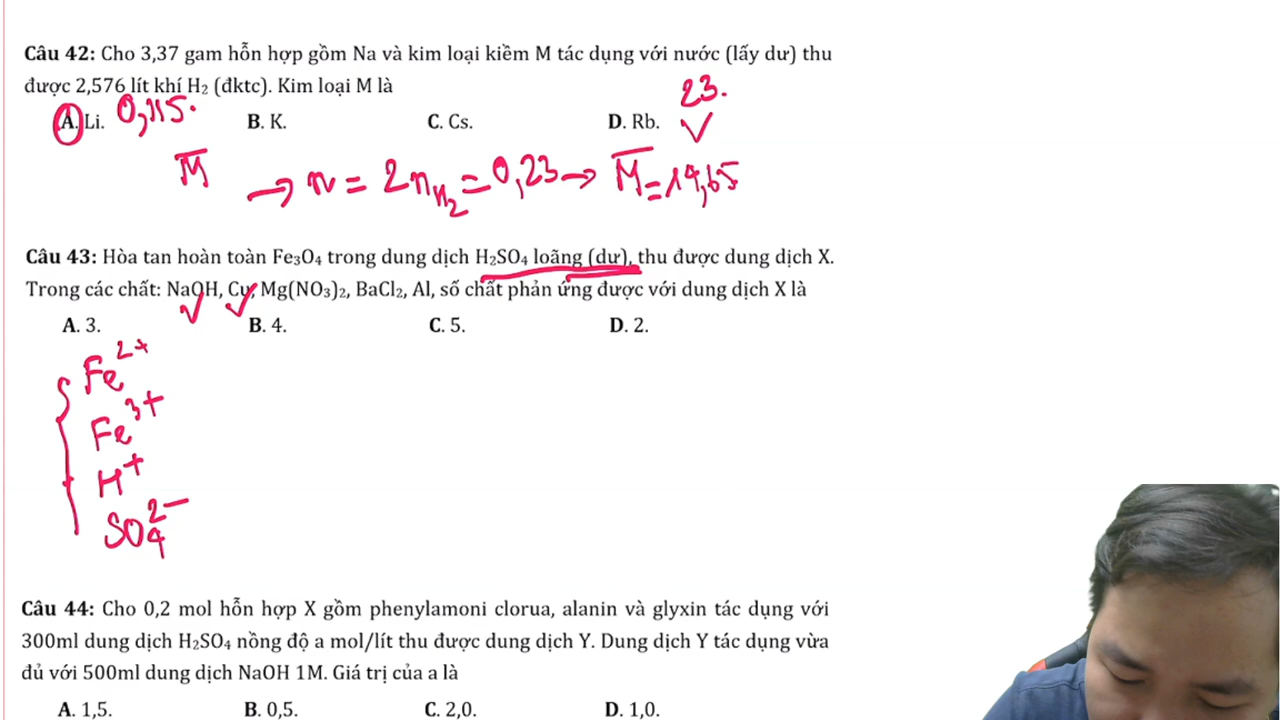 Câu 42: Cho 3,37 gam hỗn hợp gồm Na và kim loại kiềm M tác dụng với nước (lấy dư) thu
được 2,576 lít khí H₂ (đktc). Kim loại M là
A. Li. 0,115. B. K. C. Cs. D. Rb. 23.
M̅ → n = 2n_H₂ = 0,23 → M̅ = 14,65
Câu 43: Hòa tan hoàn toàn Fe₃O₄ trong dung dịch H₂SO₄ loãng (dư), thu được dung dịch X.
Trong các chất: NaOH, Cu, Mg(NO₃)₂, BaCl₂, Al, số chất phản ứng được với dung dịch X là
A. 3. B. 4. C. 5. D. 2.
Fe²⁺
Fe³⁺
H⁺
SO₄²⁻
Câu 44: Cho 0,2 mol hỗn hợp X gồm phenylamoni clorua, alanin và glyxin tác dụng với
300ml dung dịch H₂SO₄ nồng độ a mol/lít thu được dung dịch Y. Dung dịch Y tác dụng vừa
đủ với 500ml dung dịch NaOH 1M. Giá trị của a là
A. 1,5. B. 0,5. C. 2,0. D. 1,0.